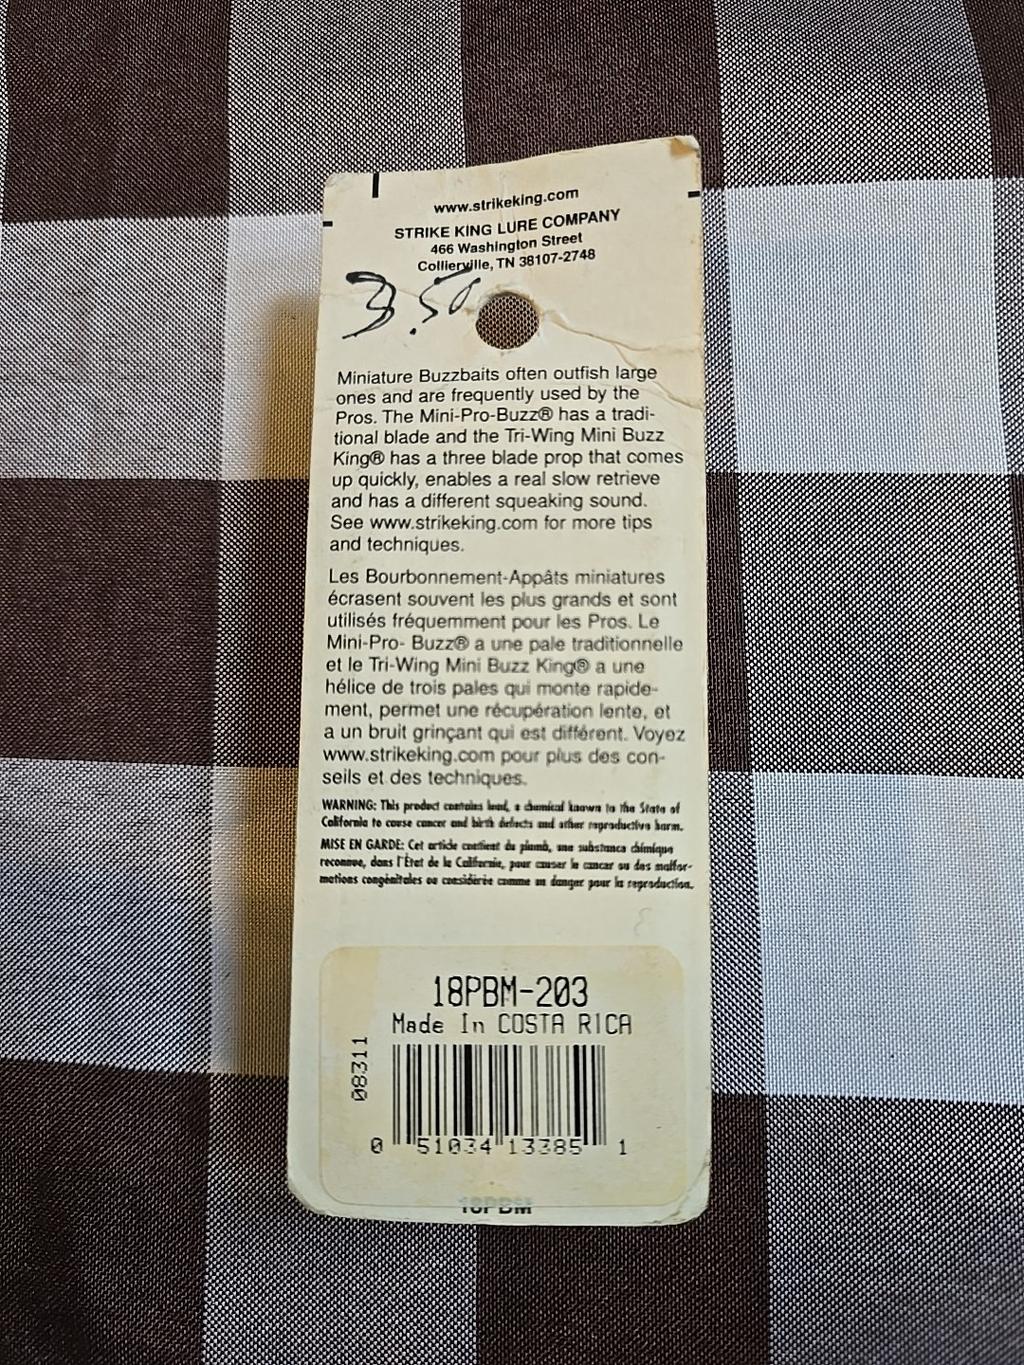 www.strikeking.com
STRIKE KING LURE COMPANY
466 Washington Street
Collierville, TN 38107-2748
3.50
Miniature Buzzbaits often outfish large
ones and are frequently used by the
Pros. The Mini-Pro-Buzz® has a tradi-
tional blade and the Tri-Wing Mini Buzz
King® has a three blade prop that comes
up quickly, enables a real slow retrieve
and has a different squeaking sound.
See www.strikeking.com for more tips
and techniques.
Les Bourbonnement-Appâts miniatures
écrasent souvent les plus grands et sont
utilisés fréquemment pour les Pros. Le
Mini-Pro- Buzz® a une pale traditionnelle
et le Tri-Wing Mini Buzz King® a une
hélice de trois pales qui monte rapide-
ment, permet une récupération lente, et
a un bruit grinçant qui est différent. Voyez
www.strikeking.com pour plus des con-
seils et des techniques.
WARNING: This product contains lead, a chemical known to the State of
California to cause cancer and birth defects and other reproductive harm.
MISE EN GARDE: Cet article contient du plomb, une substance chimique
reconnue, dans l'État de la Californie, pour causer le cancer ou des malfor-
mations congénitales ou considérée comme un danger pour la reproduction.
18PBM-203
Made In COSTA RICA
08311
0 51034 13385 1
18PBM